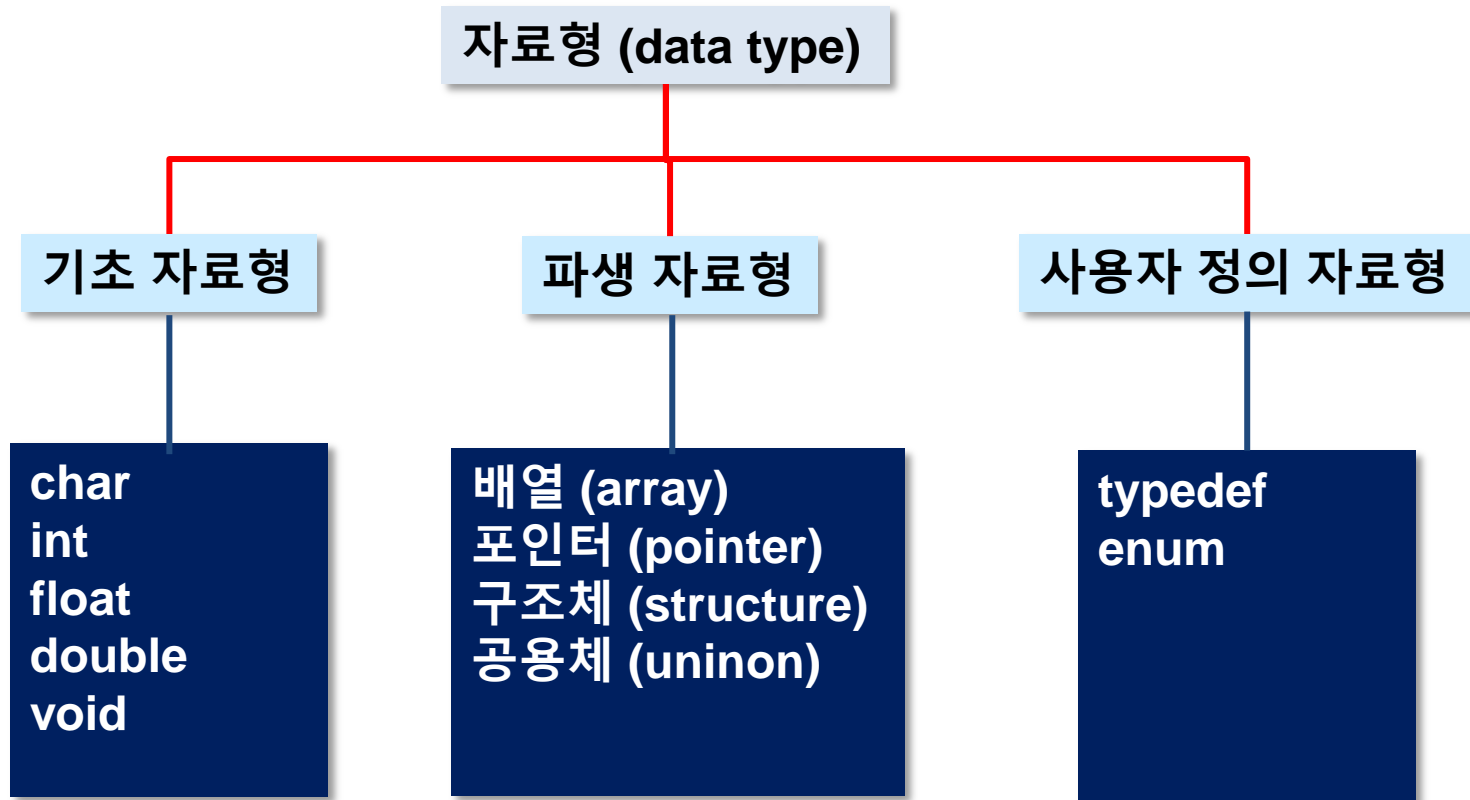 자료형 (data type)
기초 자료형
파생 자료형
사용자 정의 자료형
char
int
float
double
void
배열 (array)
포인터 (pointer)
구조체 (structure)
공용체 (uninon)
typedef
enum